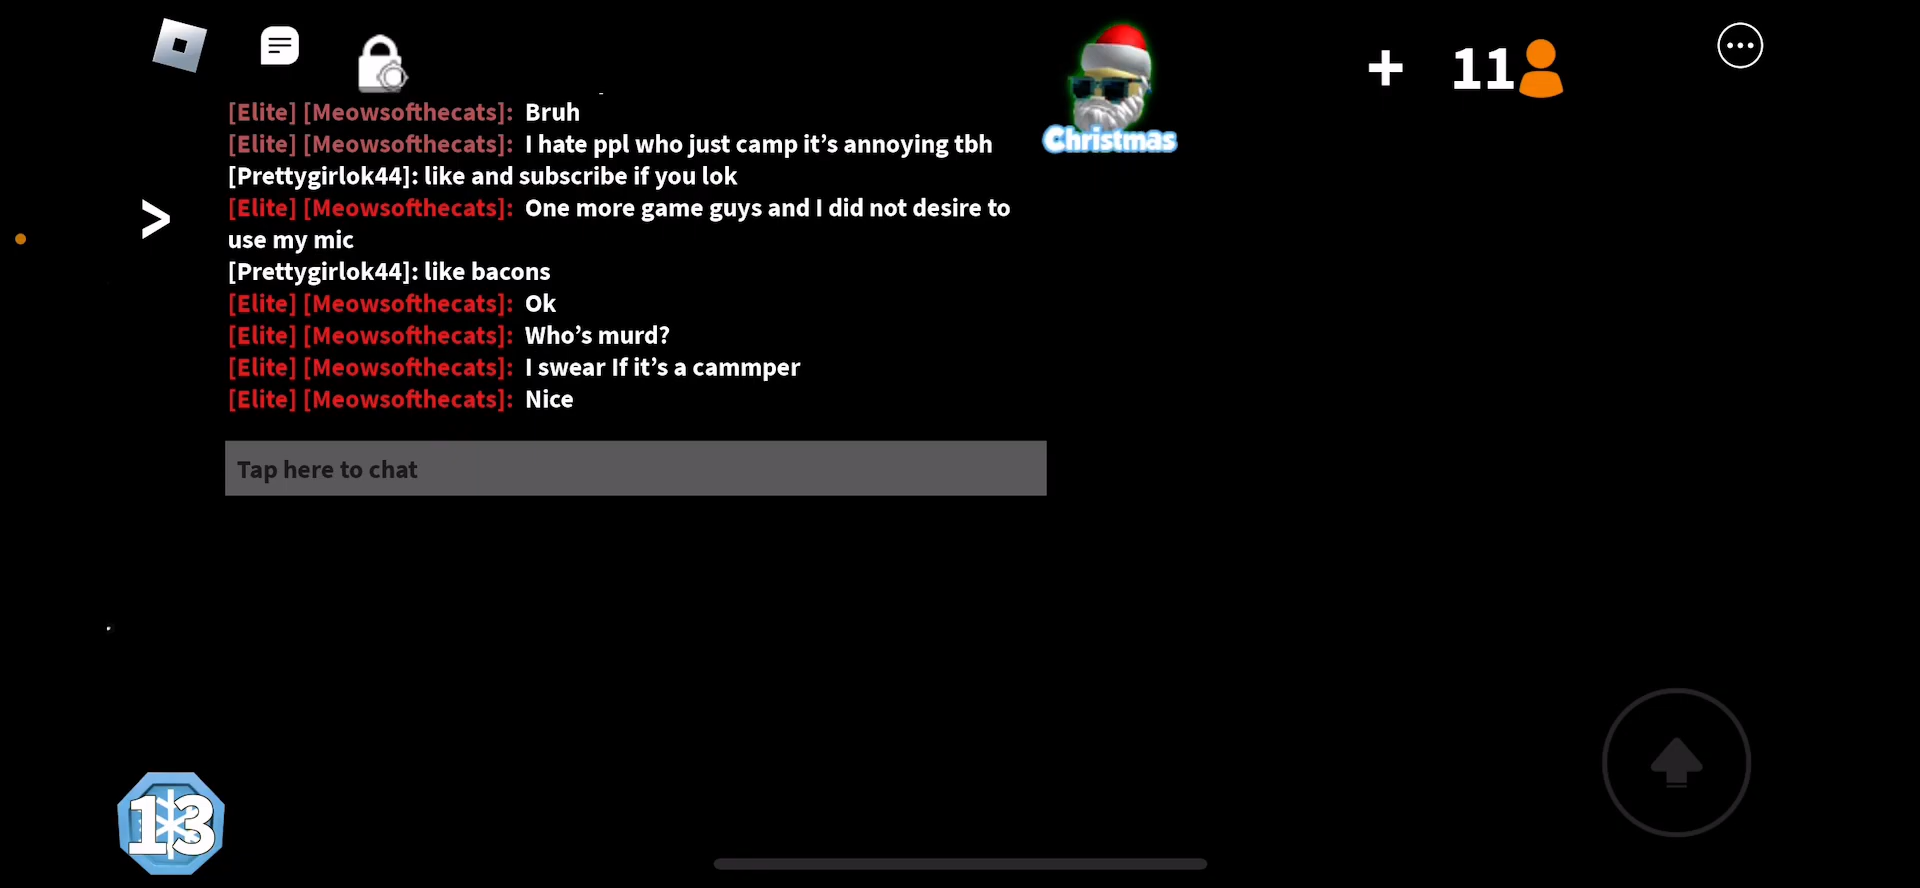 11
[Elite] [Meowsofthecats]: Bruh
[Elite] [Meowsofthecats]: I hate ppl who just camp it’s annoying tbh
Christmas
[Prettygirlok44]: like and subscribe if you lok
[Elite] [Meowsofthecats]: One more game guys and I did not desire to
use my mic
[Prettygirlok44]: like bacons
[Elite] [Meowsofthecats]: Ok
[Elite] [Meowsofthecats]: Who’s murd?
[Elite] [Meowsofthecats]: I swear If it’s a cammper
[Elite] [Meowsofthecats]: Nice
Tap here to chat
13